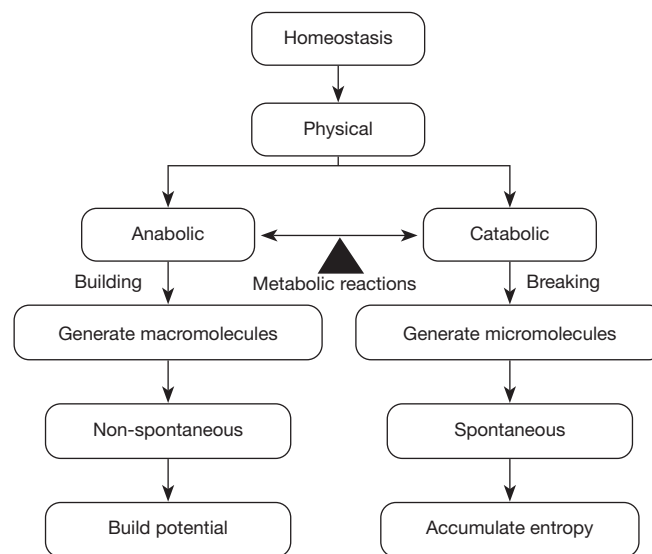 Homeostasis
Physical
Anabolic
Catabolic
Metabolic reactions
Building
Breaking
Generate macromolecules
Generate micromolecules
Non-spontaneous
Spontaneous
Build potential
Accumulate entropy